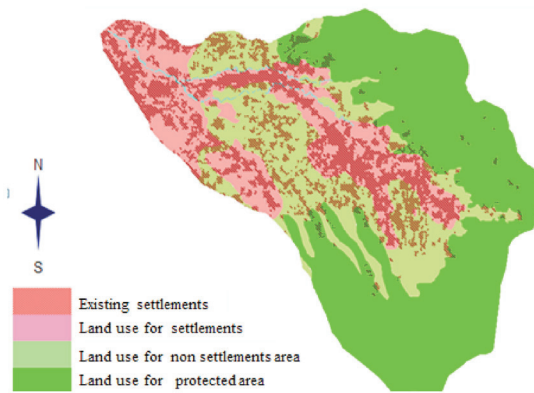 N
S
Existing settlements
Land use for settlements
Land use for non settlements area
Land use for protected area